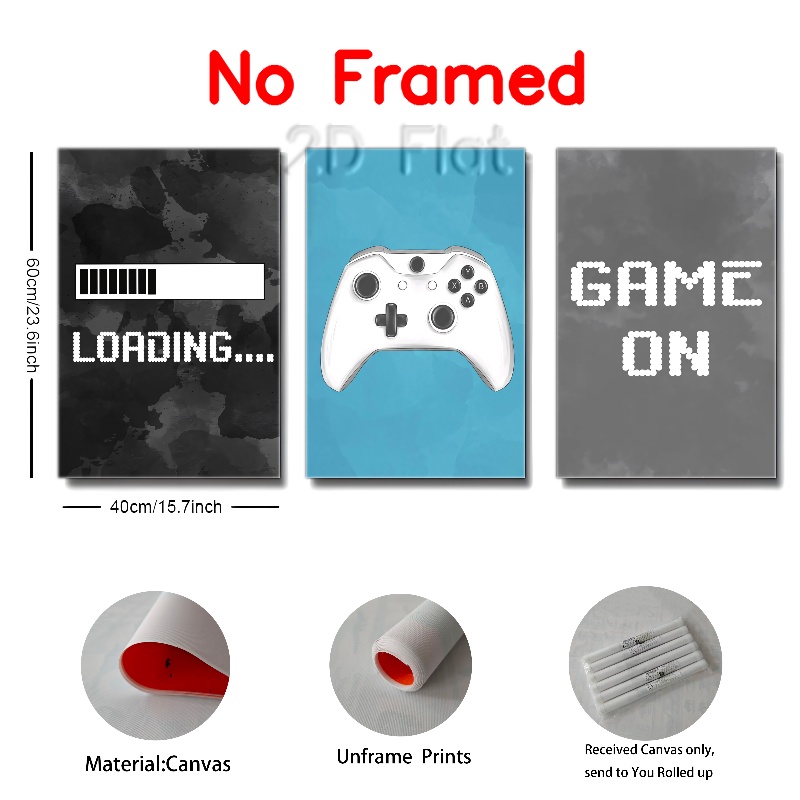 No Framed
2D Flat
60cm/23.6inch
LOADING....
GAME
ON
Y
X
B
A
40cm/15.7inch
Material:Canvas
Unframe Prints
Received Canvas only,
send to You Rolled up